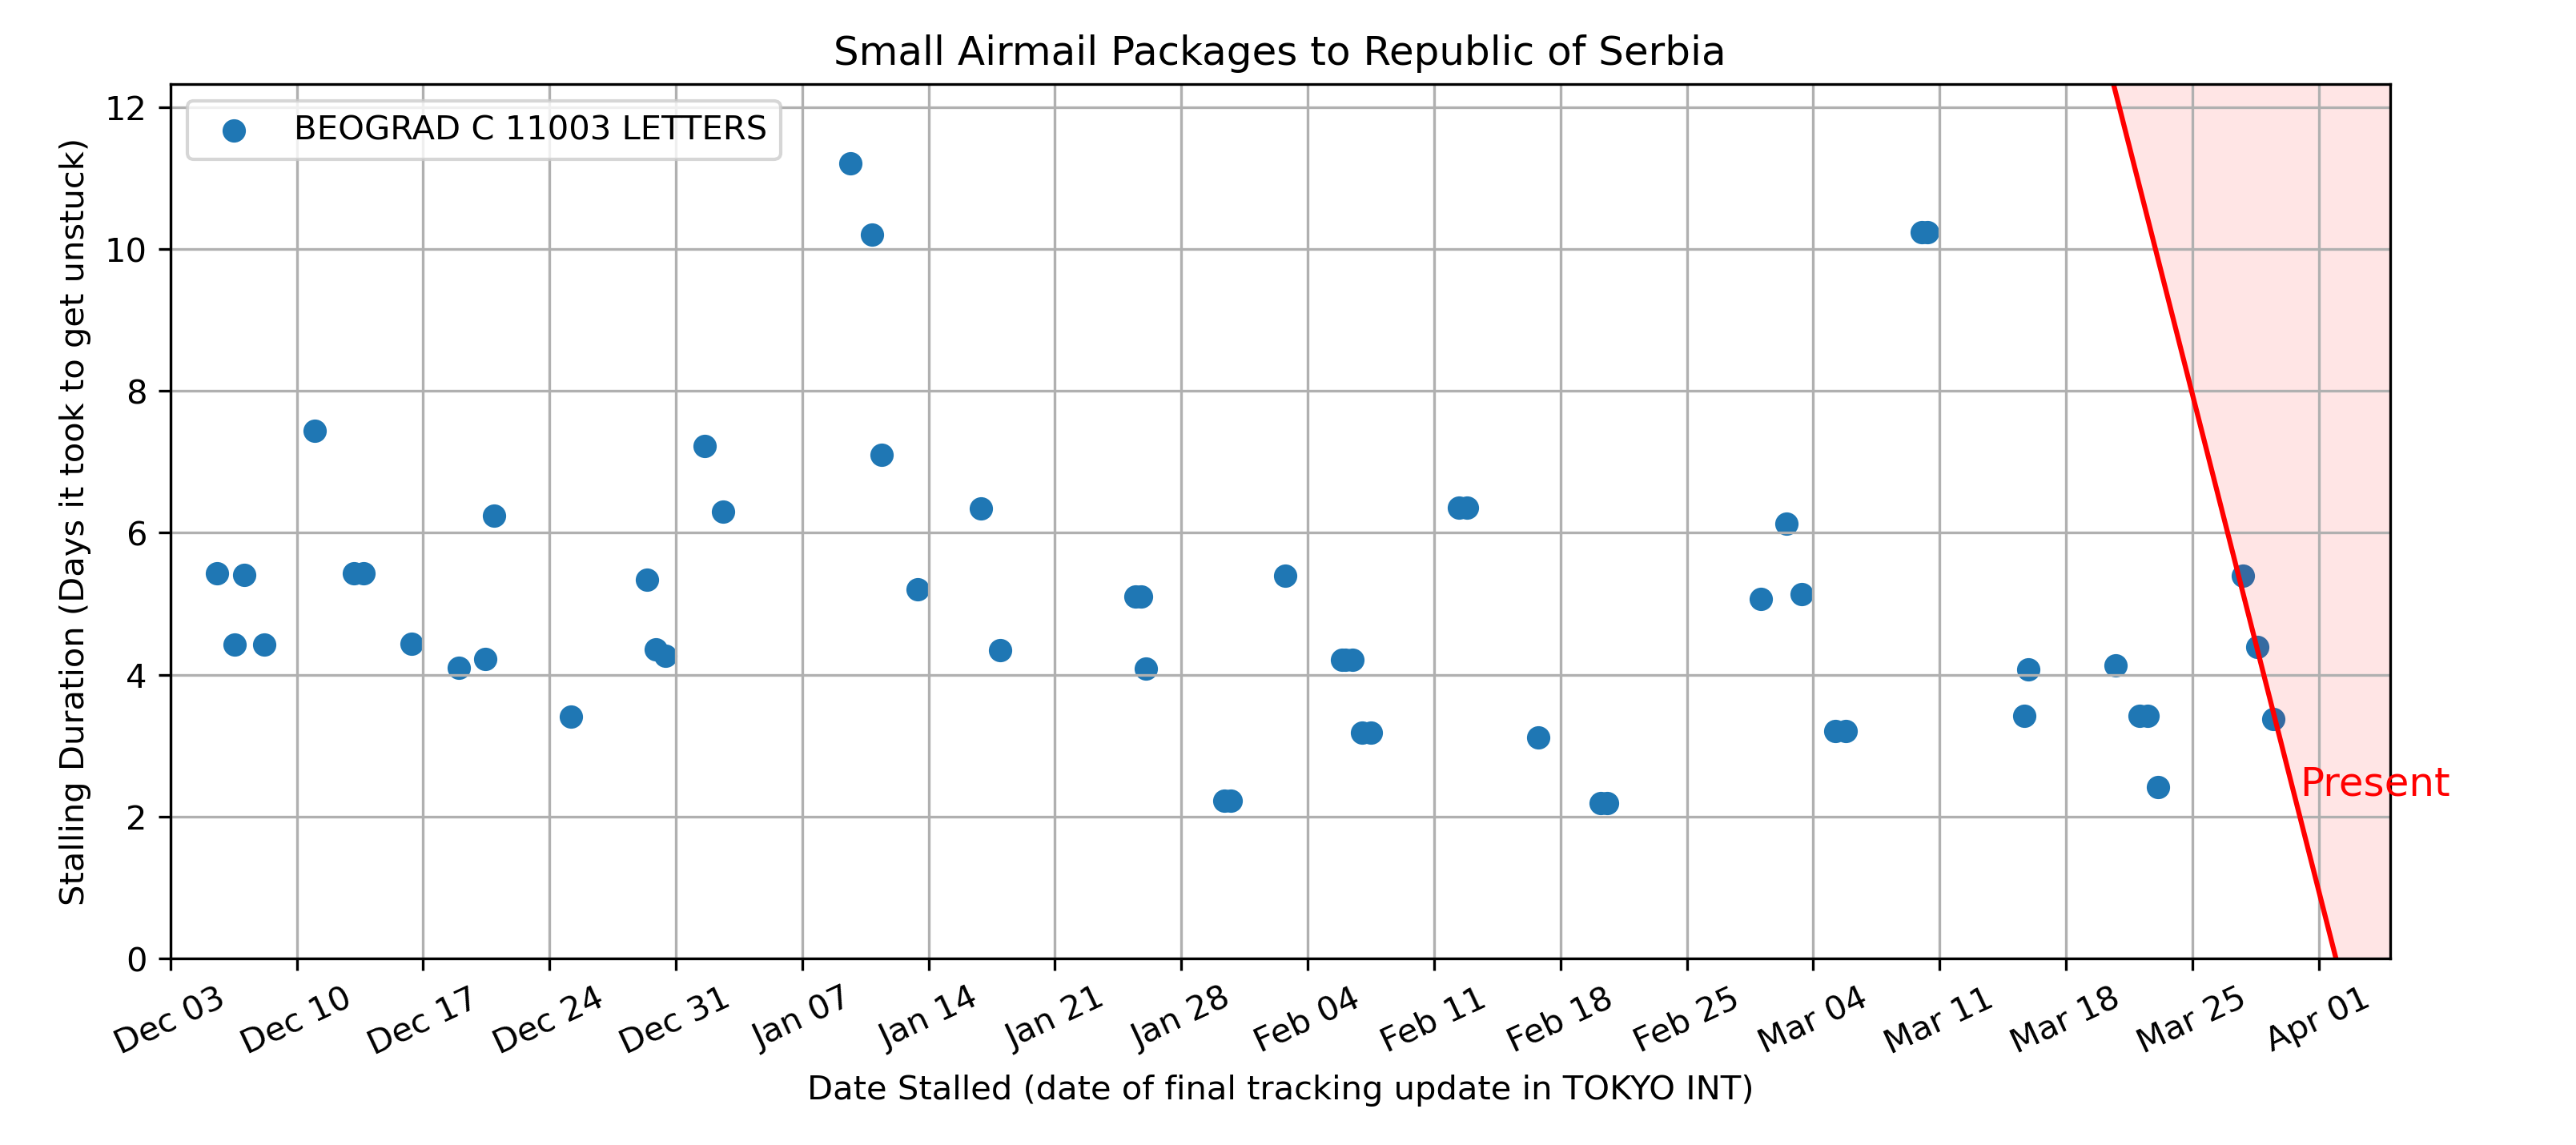 Small Airmail Packages to Republic of Serbia
BEOGRAD C 11003 LETTERS
Stalling Duration (Days it took to get unstuck)
12
10
8
6
4
2
0
Present
Dec 03
Dec 10
Dec 17
Dec 24
Dec 31
Jan 07
Jan 14
Jan 21
Jan 28
Feb 04
Feb 11
Feb 18
Feb 25
Mar 04
Mar 11
Mar 18
Mar 25
Apr 01
Date Stalled (date of final tracking update in TOKYO INT)